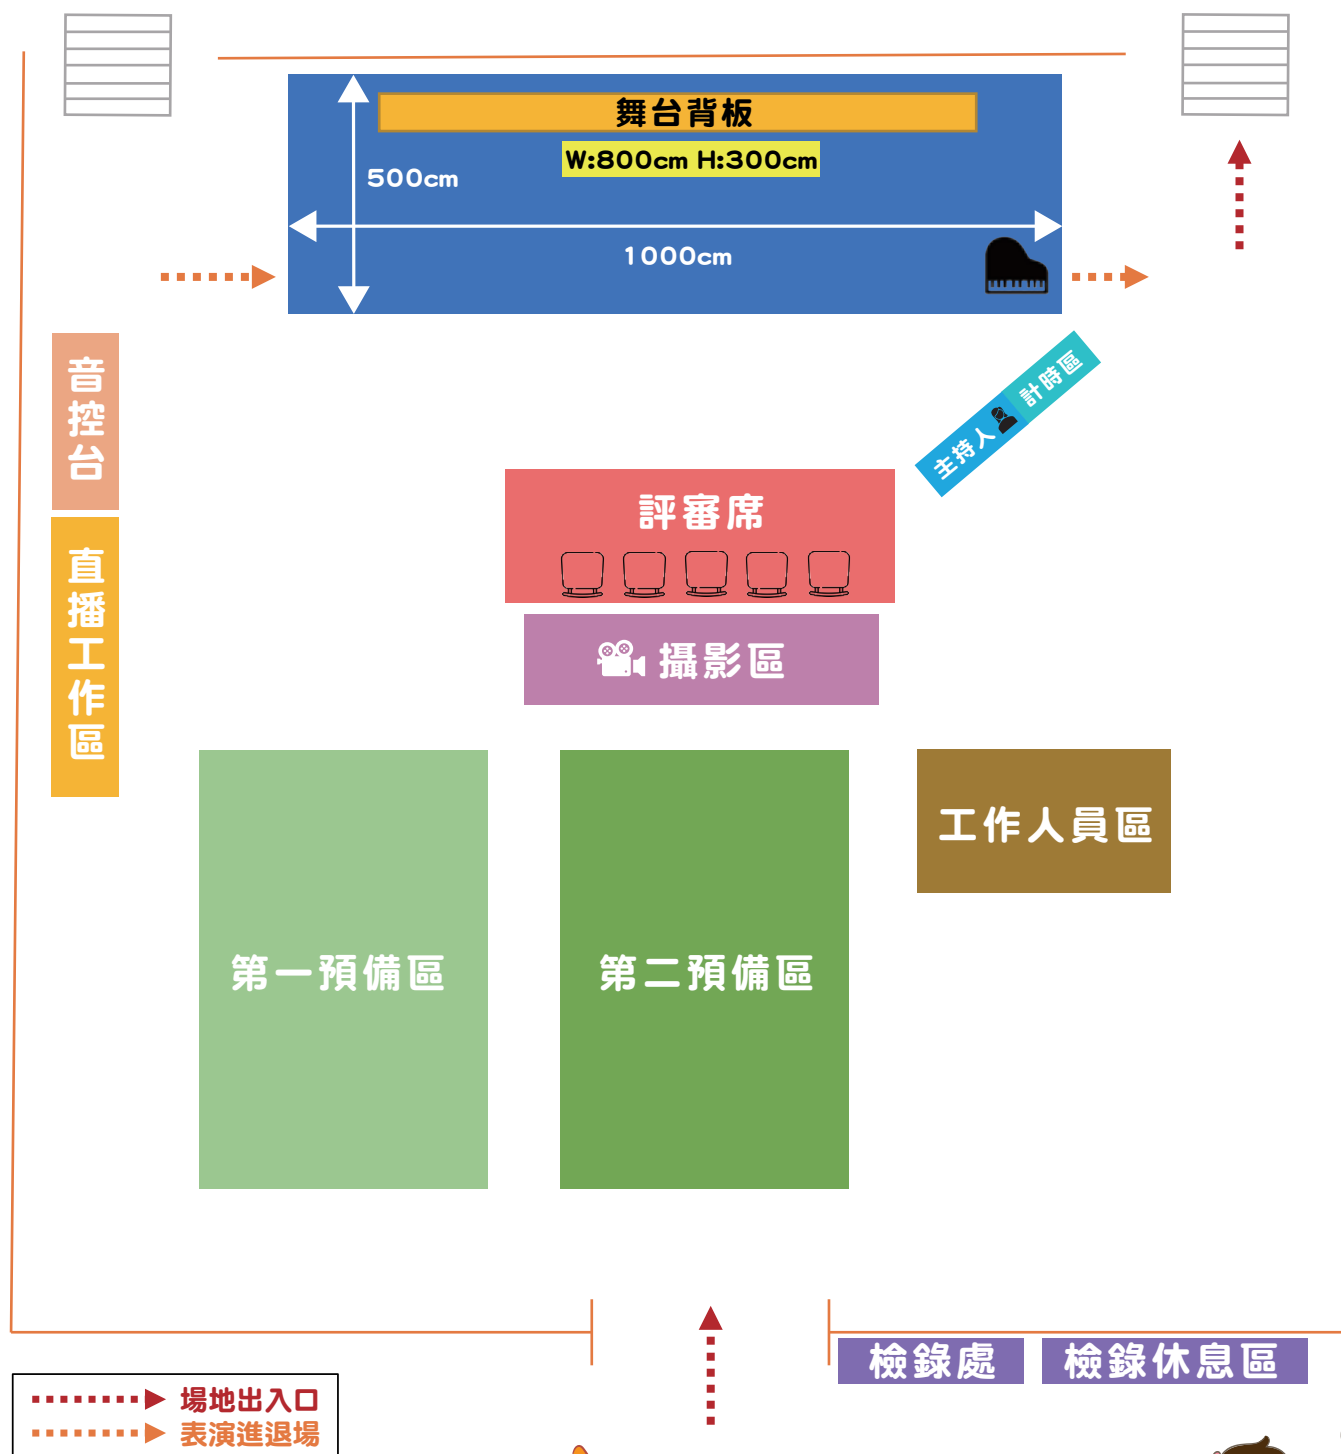 舞台背板
W:800cm H:300cm
500cm
1000cm
音控台
計時區
主持人
評審席
直播工作區
攝影區
工作人員區
第一預備區
第二預備區
檢錄處
檢錄休息區
場地出入口
表演進退場